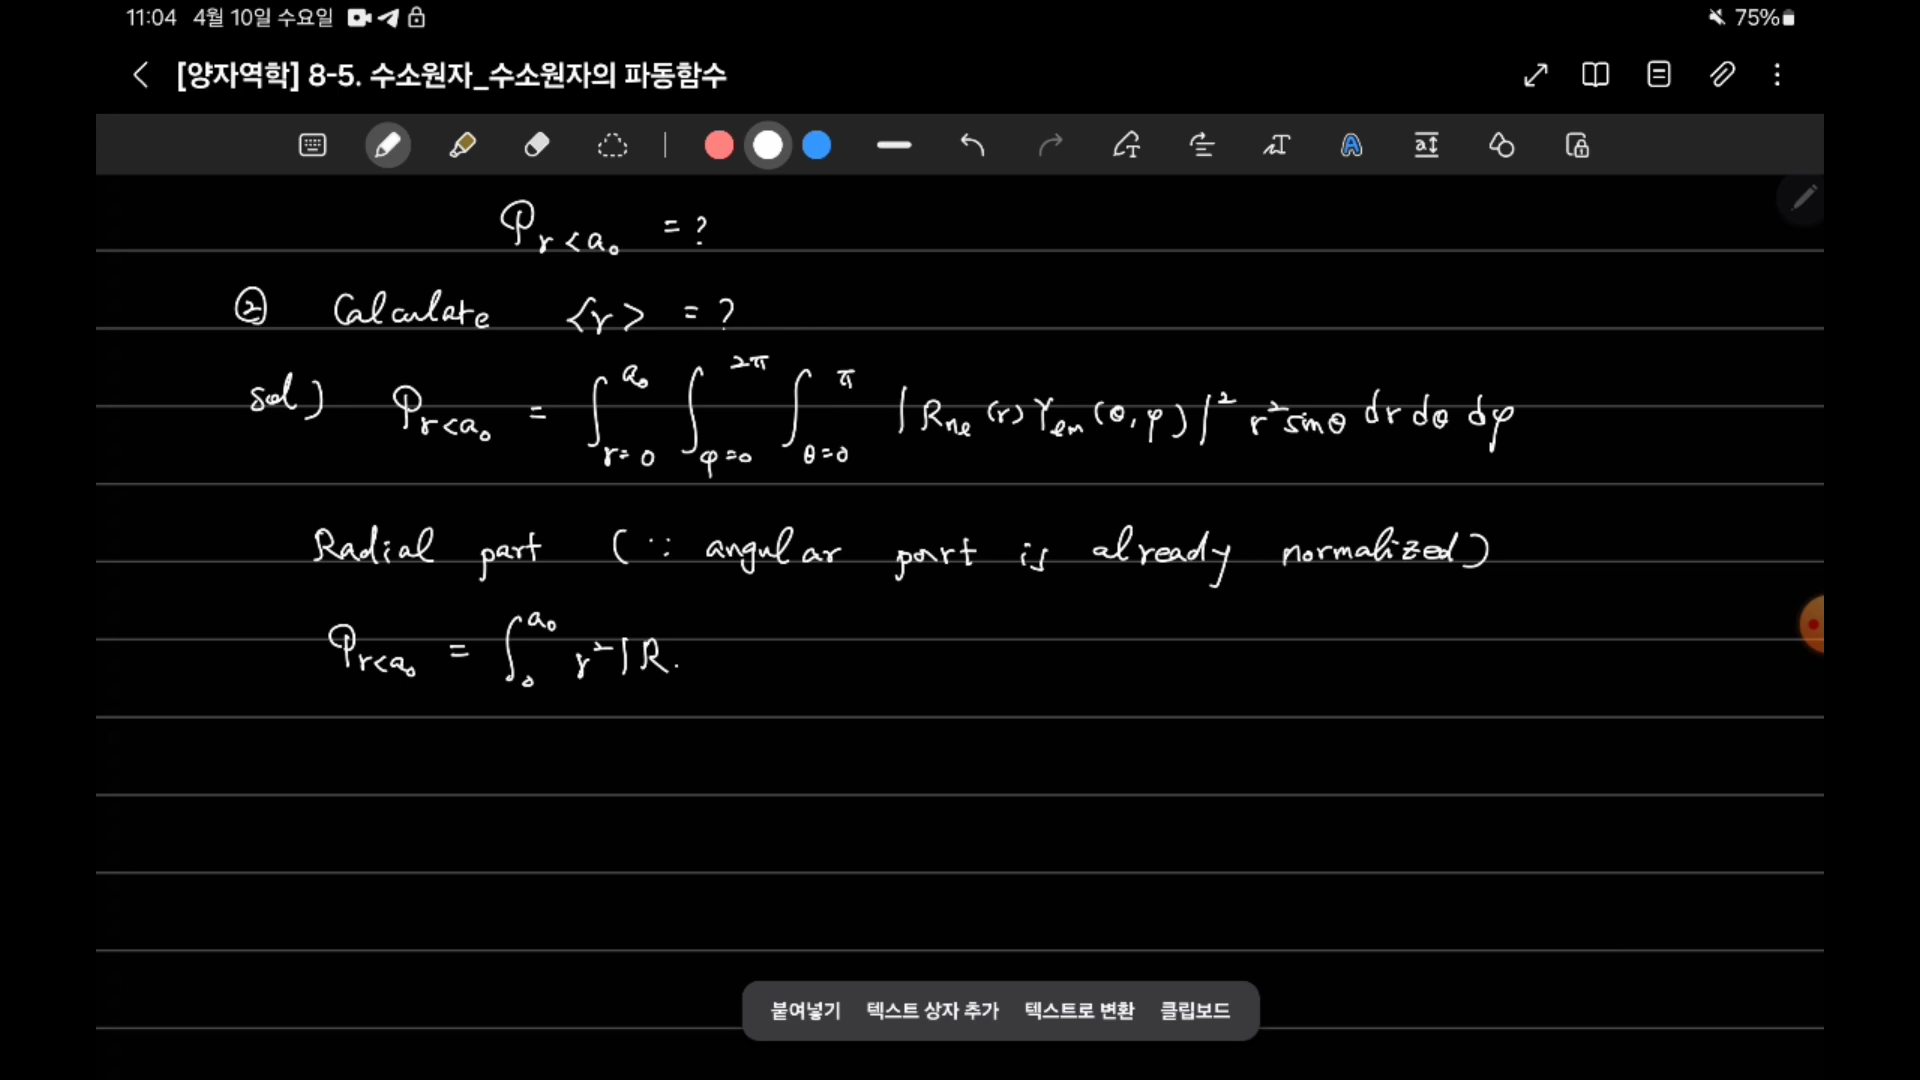 11:04 4월 10일 수요일
75%
[양자역학] 8-5. 수소원자_수소원자의 파동함수
P_{r<a₀} = ?
② Calculate <r> = ?
sol) P_{r<a₀} = ∫_{r=0}^{a₀} ∫_{φ=0}^{2π} ∫_{θ=0}^{π} |R_{nℓ}(r) Y_{ℓm}(θ,φ)|² r² sinθ dr dθ dφ
Radial part (∵ angular part is already normalized)
P_{r<a₀} = ∫_0^{a₀} r² |R.
붙여넣기 텍스트 상자 추가 텍스트로 변환 클립보드